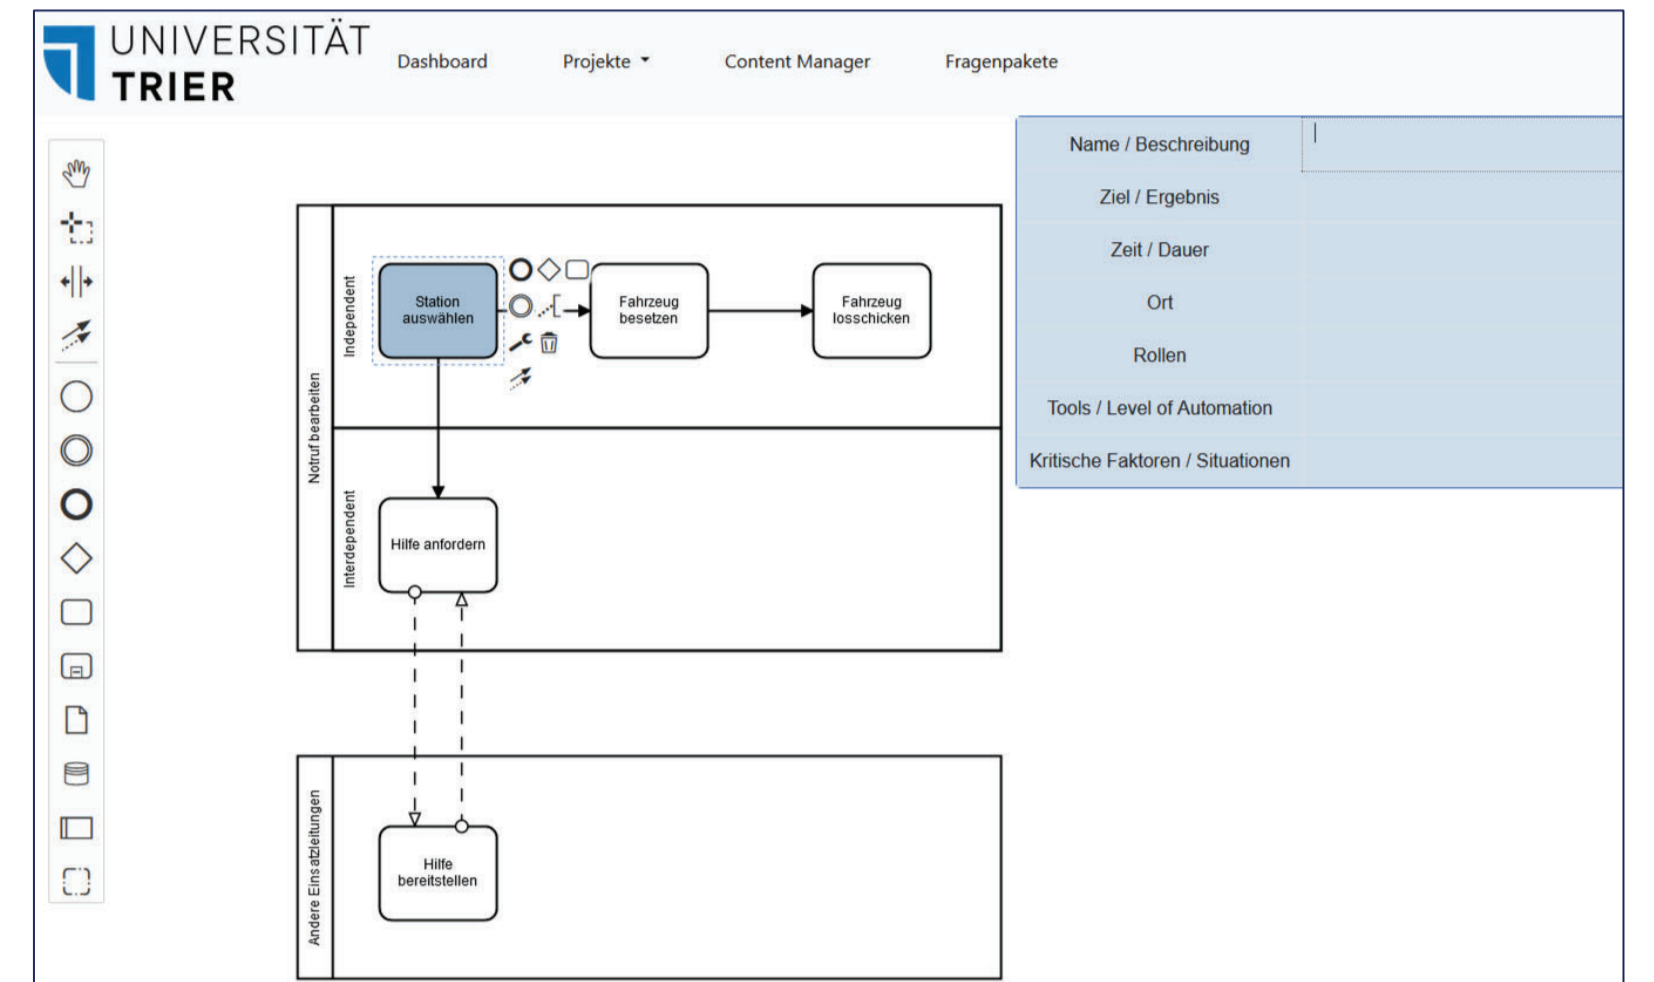 UNIVERSITÄT
TRIER
Dashboard
Projekte
Content Manager
Fragenpakete
Name / Beschreibung
Ziel / Ergebnis
Zeit / Dauer
Ort
Rollen
Tools / Level of Automation
Kritische Faktoren / Situationen
Notruf bearbeiten
Independent
Station
auswählen
Fahrzeug
besetzen
Fahrzeug
losschicken
Interdependent
Hilfe anfordern
Andere Einsatzleitungen
Hilfe
bereitstellen